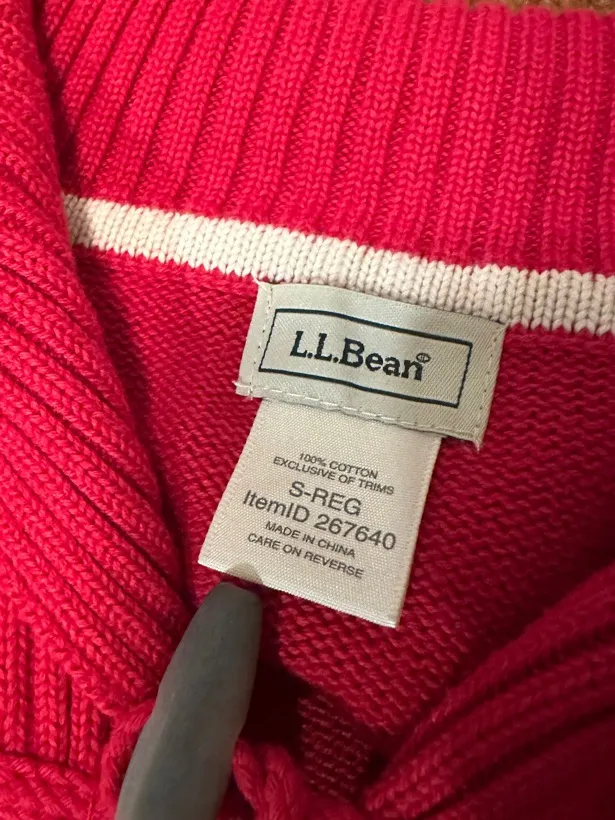 L.L.Bean
100% COTTON
EXCLUSIVE OF TRIMS
S-REG
ItemID 267640
MADE IN CHINA
CARE ON REVERSE